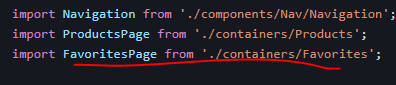 import Navigation from './components/Nav/Navigation';
import ProductsPage from './containers/Products';
import FavoritesPage from './containers/Favorites';